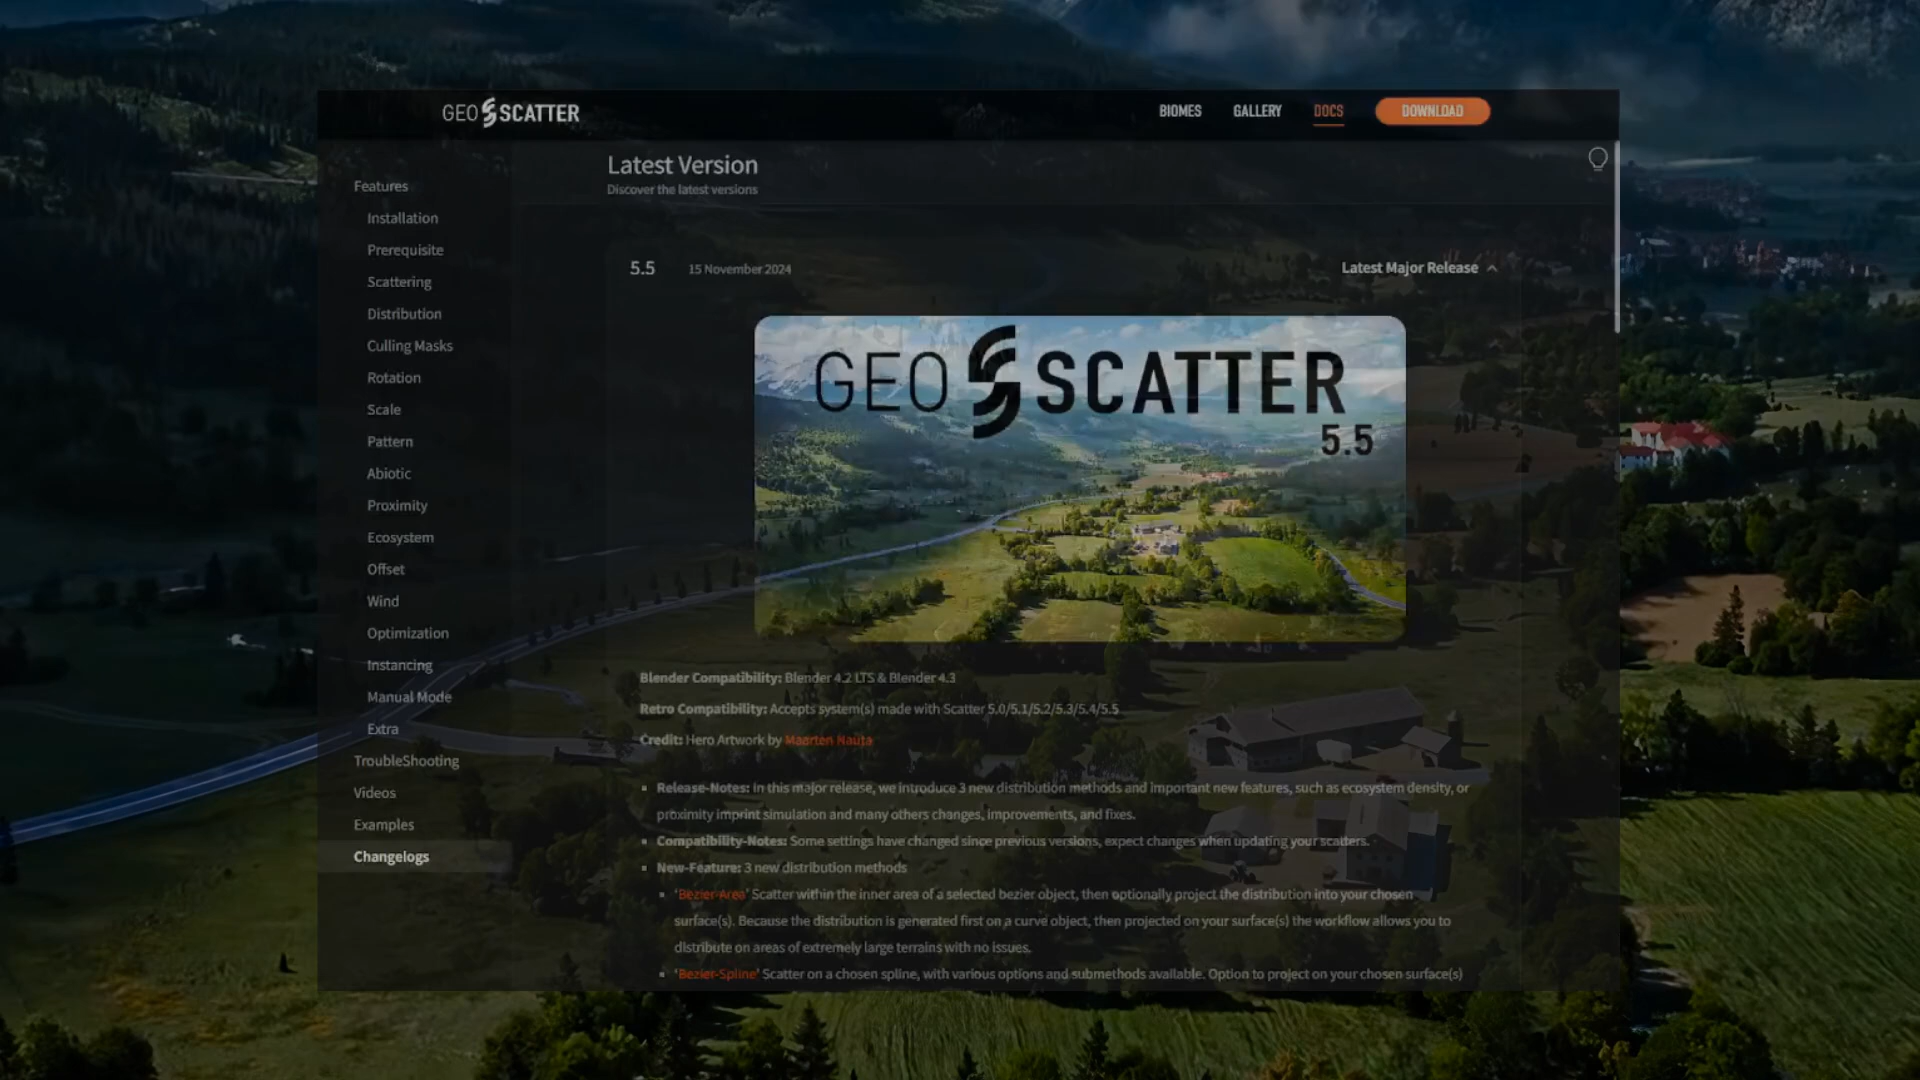 GEO SCATTER
BIOMES GALLERY DOCS DOWNLOAD
Latest Version
Discover the latest versions
Features
Installation
Prerequisite
Scattering
Distribution
Culling Masks
Rotation
Scale
Pattern
Abiotic
Proximity
Ecosystem
Offset
Wind
Optimization
Instancing
Manual Mode
Extra
TroubleShooting
Videos
Examples
Changelogs
5.5 15 November 2024 Latest Major Release
GEO SCATTER
5.5
Blender Compatibility: Blender 4.2 LTS & Blender 4.3
Retro Compatibility: Accepts system(s) made with Scatter 5.0/5.1/5.2/5.3/5.4/5.5
Credit: Hero Artwork by Maarten Nauta
Release-Notes: In this major release, we introduce 3 new distribution methods and important new features, such as ecosystem density, or
proximity imprint simulation and many others changes, improvements, and fixes.
Compatibility-Notes: Some settings have changed since previous versions, expect changes when updating your scatters.
New-Feature: 3 new distribution methods
'Bezier-Area' Scatter within the inner area of a selected bezier object, then optionally project the distribution into your chosen
surface(s). Because the distribution is generated first on a curve object, then projected on your surface(s) the workflow allows you to
distribute on areas of extremely large terrains with no issues.
'Bezier-Spline' Scatter on a chosen spline, with various options and submethods available. Option to project on your chosen surface(s)